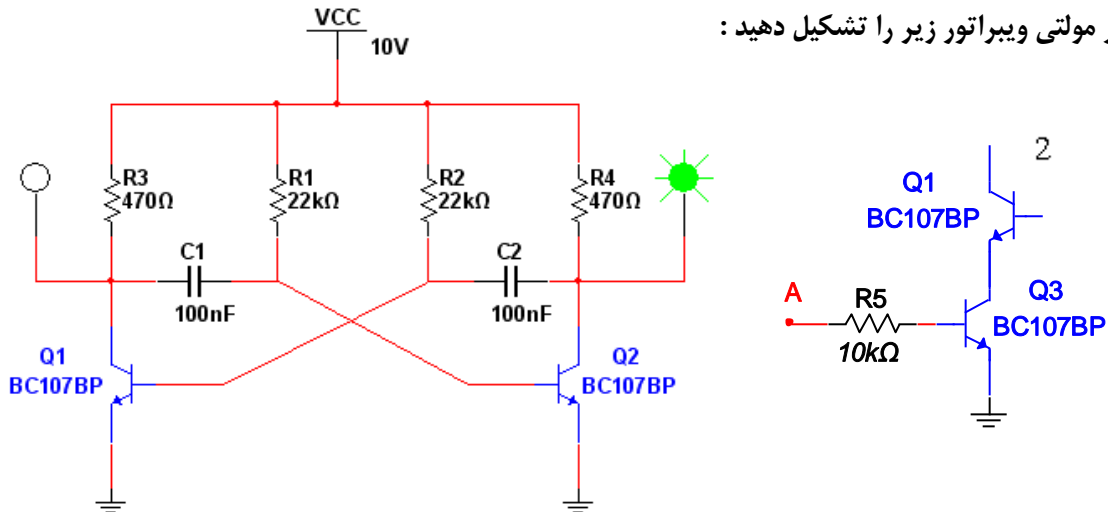 مولتی ویبراتور زیر را تشکیل دهید :
VCC
10V
R3
470Ω
R1
22kΩ
R2
22kΩ
R4
470Ω
C1
100nF
C2
100nF
Q1
BC107BP
Q2
BC107BP
2
Q1
BC107BP
A
R5
10kΩ
Q3
BC107BP